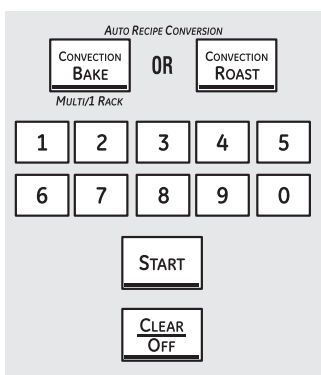 AUTO RECIPE CONVERSION
CONVECTION
BAKE
OR
CONVECTION
ROAST
MULTI/1 RACK
1 2 3 4 5
6 7 8 9 0
START
CLEAR
OFF